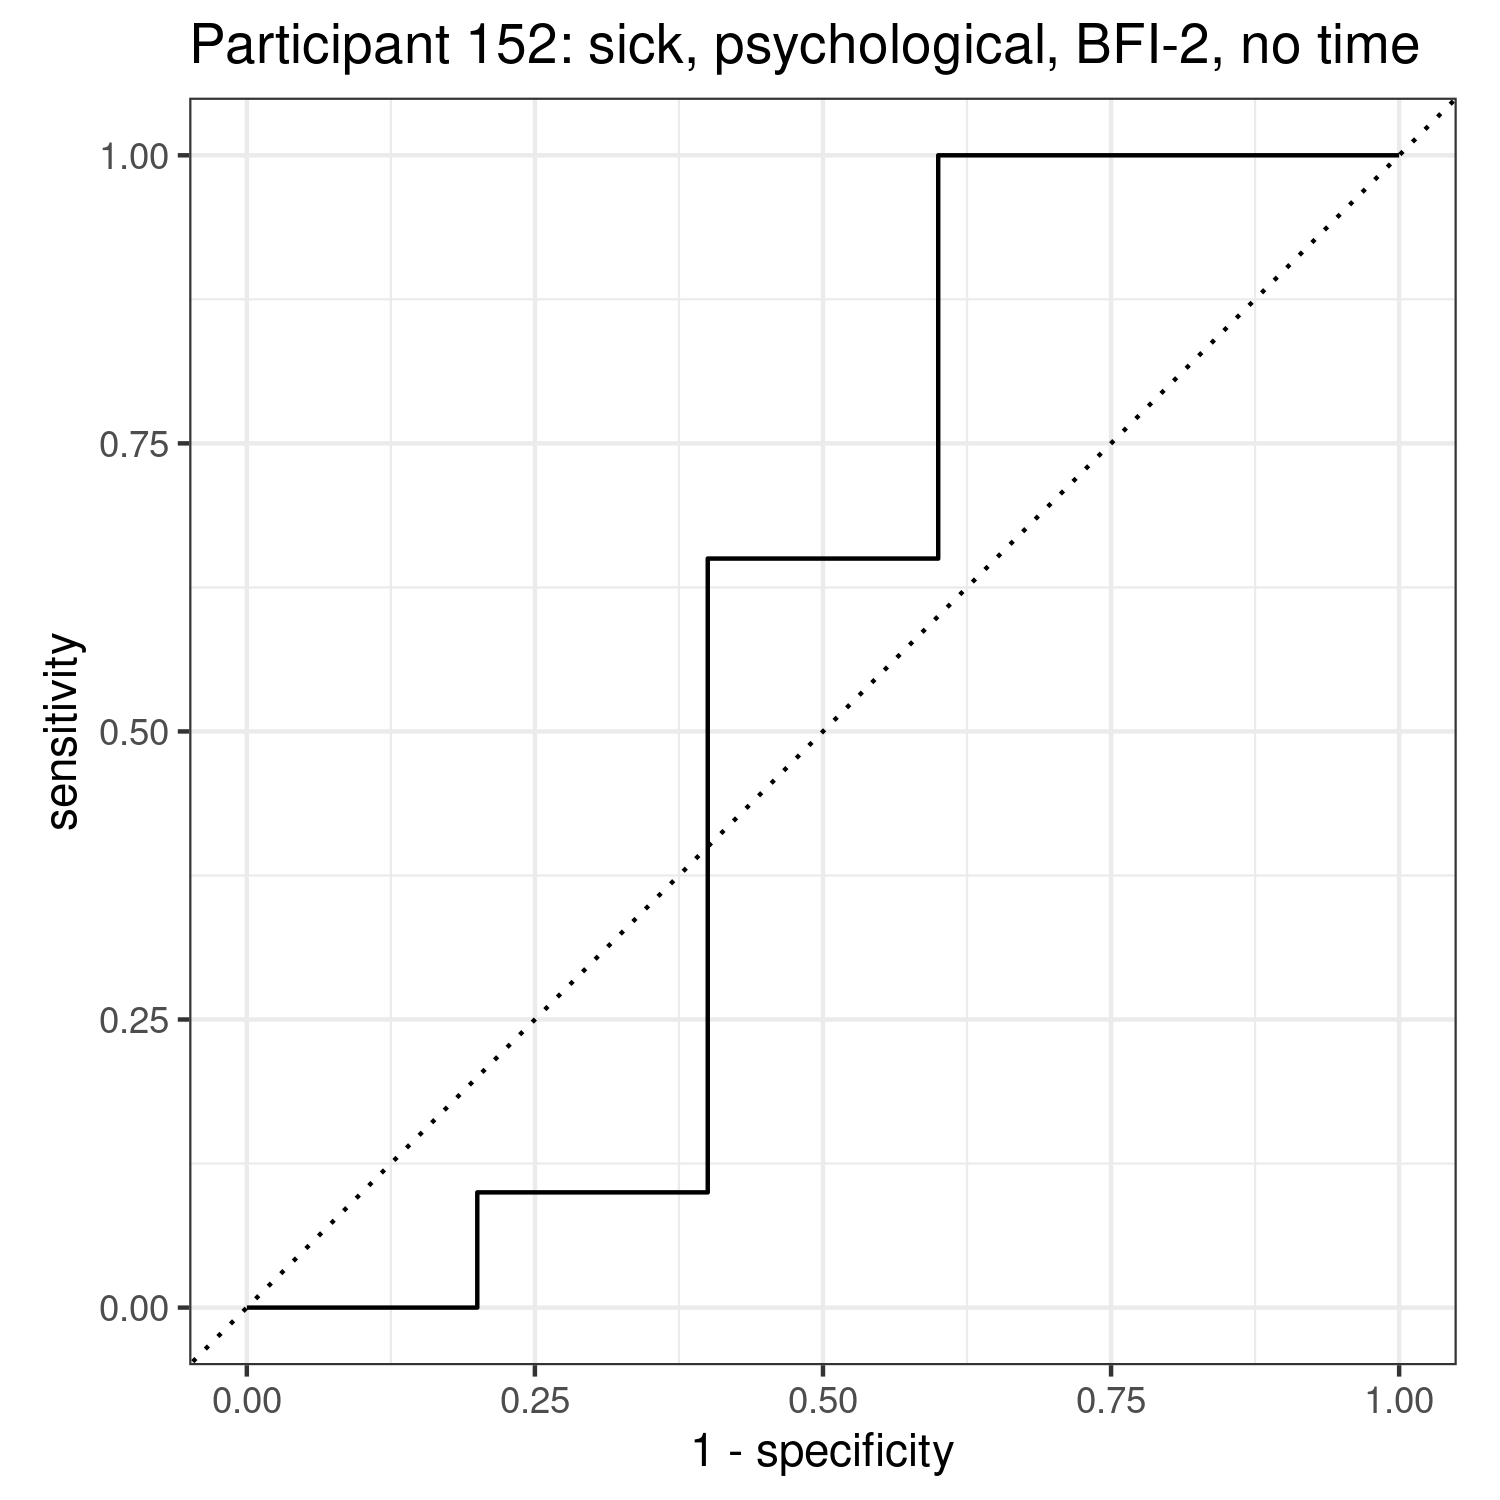 Participant 152: sick, psychological, BFI-2, no time
1.00
0.75
0.50
0.25
0.00
sensitivity
0.00 0.25 0.50 0.75 1.00
1 - specificity